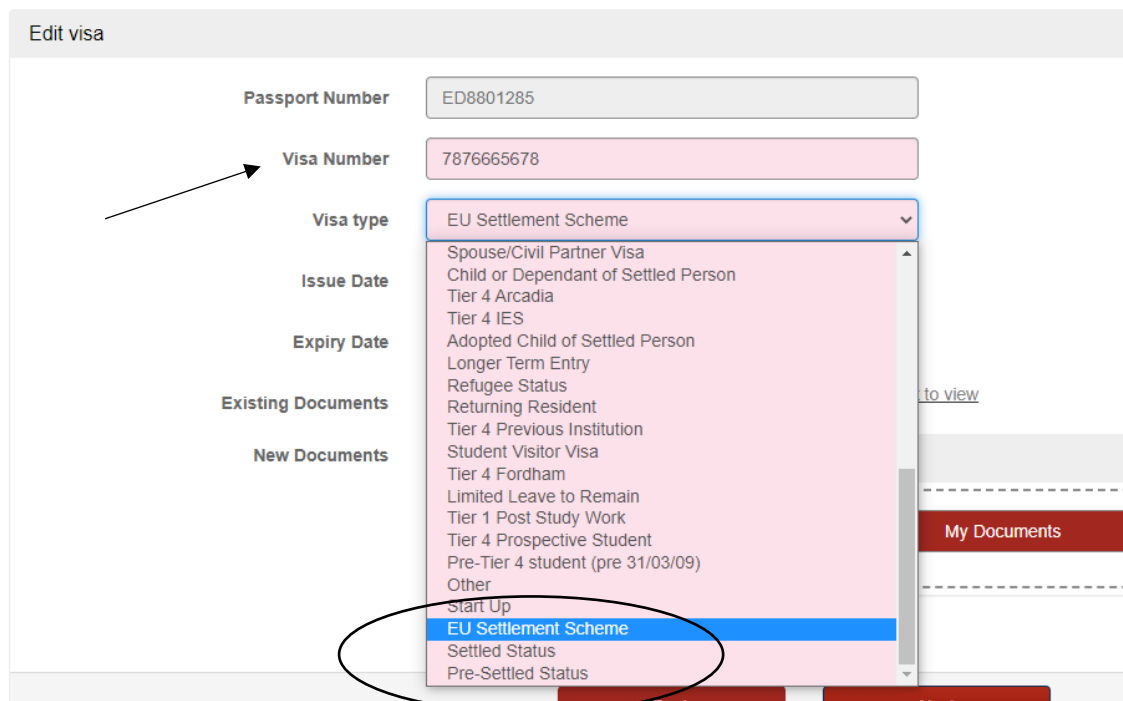 Edit visa
Passport Number ED8801285
Visa Number 7876665678
Visa type EU Settlement Scheme
Spouse/Civil Partner Visa
Issue Date Child or Dependant of Settled Person
Tier 4 Arcadia
Tier 4 IES
Expiry Date Adopted Child of Settled Person
Longer Term Entry
Refugee Status
to view
Existing Documents Returning Resident
Tier 4 Previous Institution
New Documents Student Visitor Visa
Tier 4 Fordham
Limited Leave to Remain
Tier 1 Post Study Work
My Documents
Tier 4 Prospective Student
Pre-Tier 4 student (pre 31/03/09)
Other
Start Up
EU Settlement Scheme
Settled Status
Pre-Settled Status